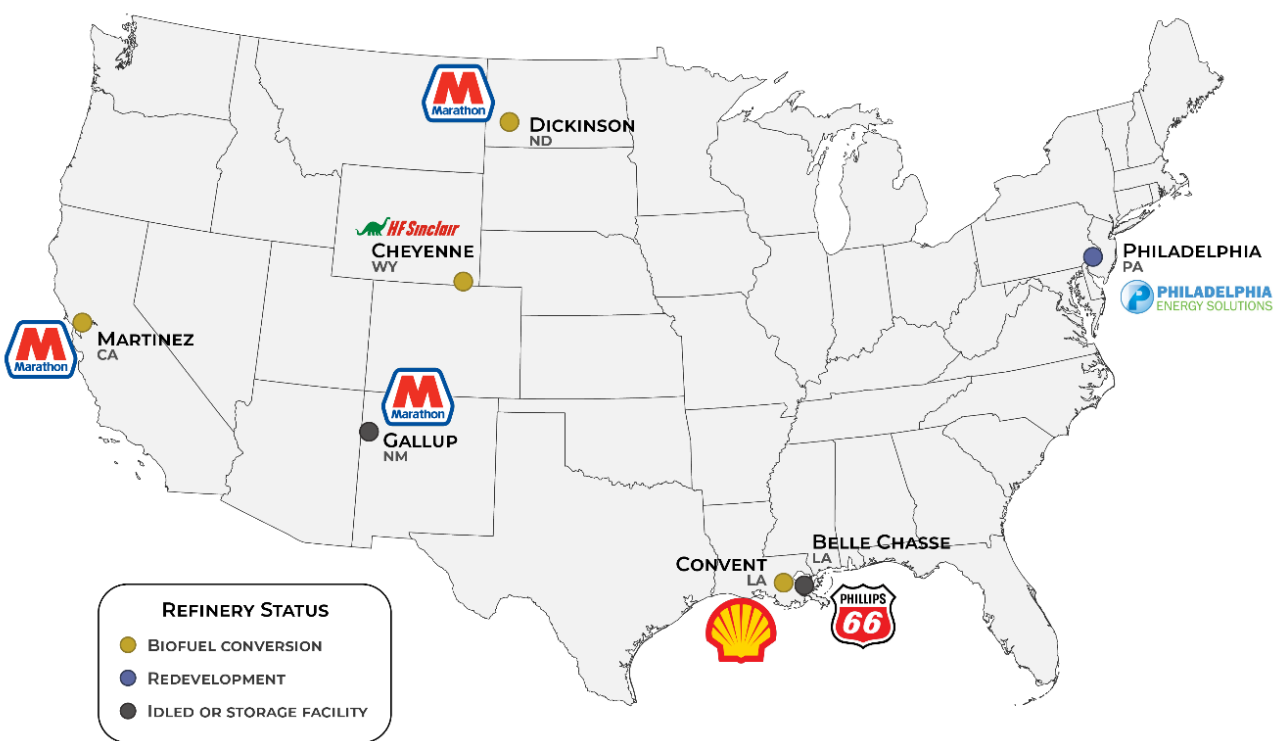 Marathon
DICKINSON
ND
HF Sinclair
CHEYENNE
WY
PHILADELPHIA
PA
PHILADELPHIA
ENERGY SOLUTIONS
MARTINEZ
CA
Marathon
Marathon
GALLUP
NM
BELLE CHASSE
LA
CONVENT
LA
PHILLIPS
66
REFINERY STATUS
BIOFUEL CONVERSION
REDEVELOPMENT
IDLED OR STORAGE FACILITY